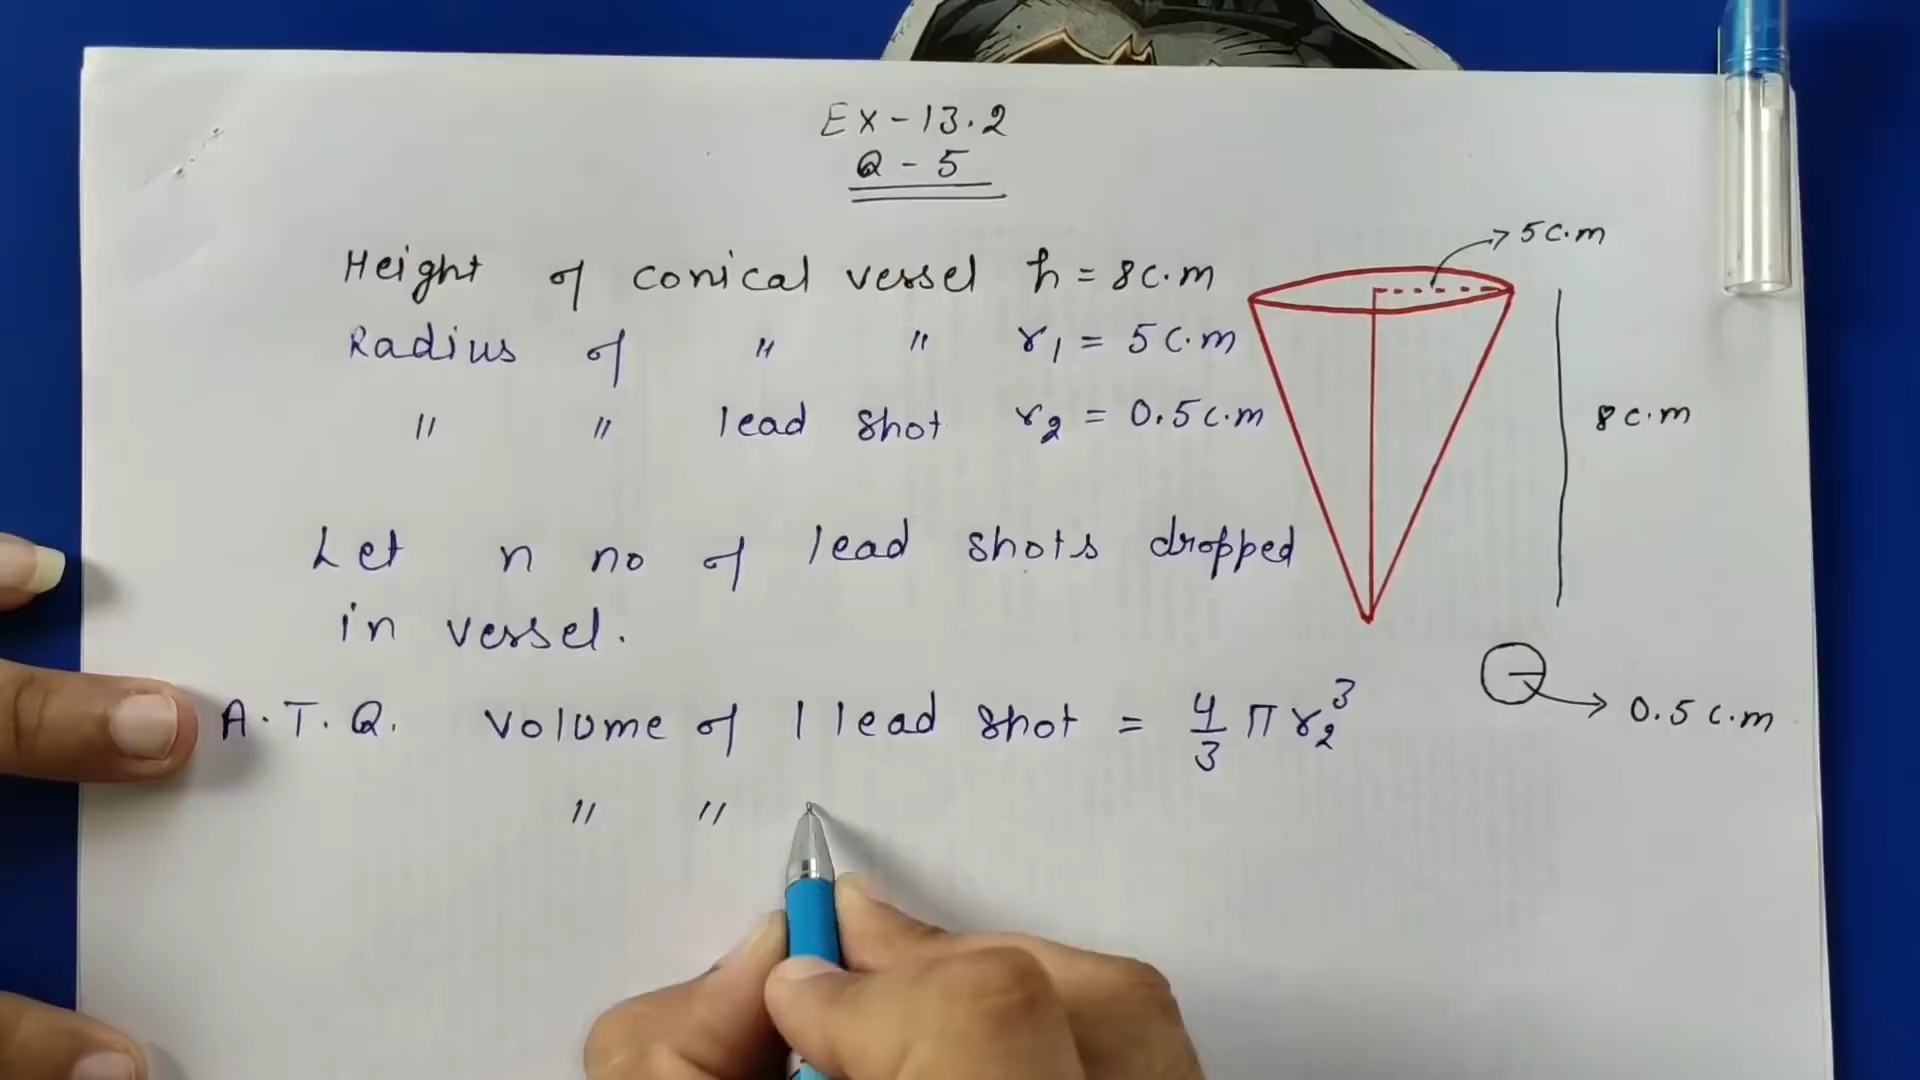 Ex-13.2
Q-5
Height of conical vessel h = 8c.m
Radius of " " r₁ = 5c.m
" " lead shot r₂ = 0.5c.m
Let n no of lead shots dropped
in vessel.
A.T.Q. Volume of 1 lead shot = 4/3 π r₂³
" "
5c.m
8c.m
0.5c.m